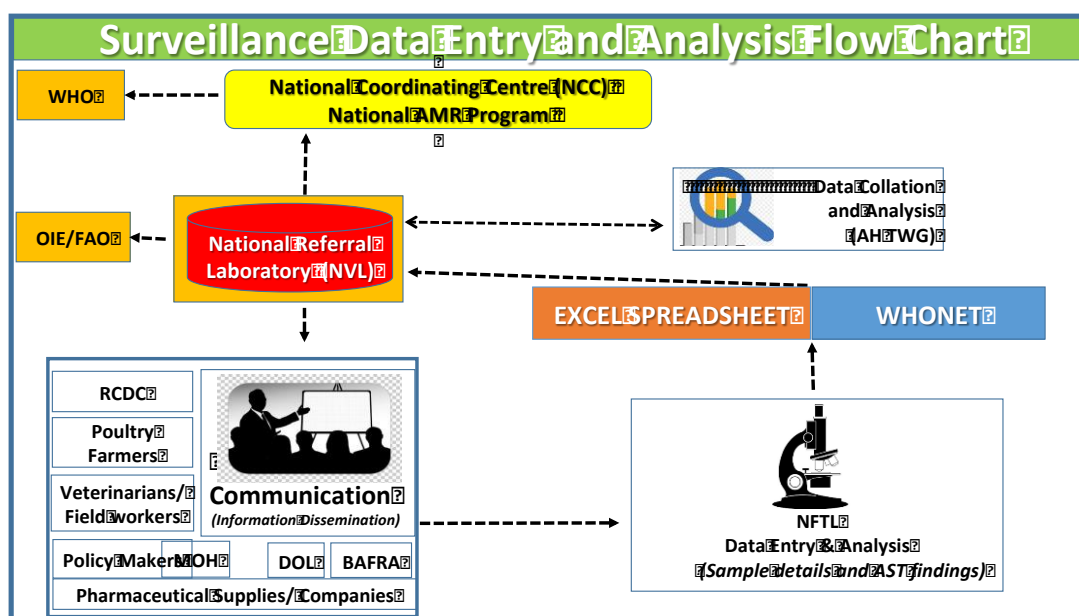 Surveillance Data Entry and Analysis Flow Chart
WHO
National Coordinating Centre (NCC)
National AMR Program
OIE/FAO
National Referral
Laboratory (NVL)
Data Collation
and Analysis
(AH TWG)
EXCEL SPREADSHEET
WHONET
RCDC
Poultry
Farmers
Veterinarians/
Field workers
Communication
(Information Dissemination)
Policy Makers
MOH
DOL
BAFRA
Pharmaceutical Supplies/ Companies
NFTL
Data Entry & Analysis
(Sample details and AST findings)